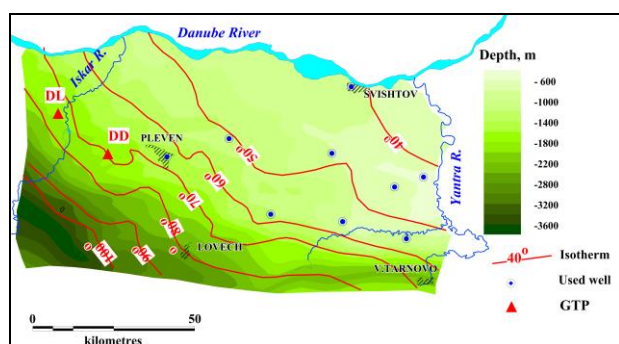 Danube River
Iskar R.
Depth, m
- 600
-1000
-1400
-1800
-2200
-2600
-2800
-3200
-3600
DL
DD
PLEVEN
SVISHTOV
Yantra R.
40°
50°
60°
70°
80°
90°
100°
LOVECH
V.TARNOVO
40° Isotherm
Used well
GTP
0 50
kilometres